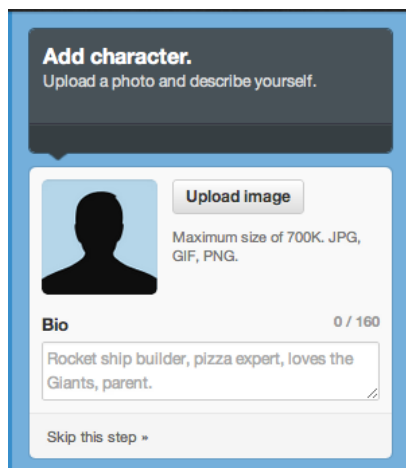 Add character.
Upload a photo and describe yourself.
Upload image
Maximum size of 700K. JPG,
GIF, PNG.
Bio
0 / 160
Rocket ship builder, pizza expert, loves the
Giants, parent.
Skip this step »